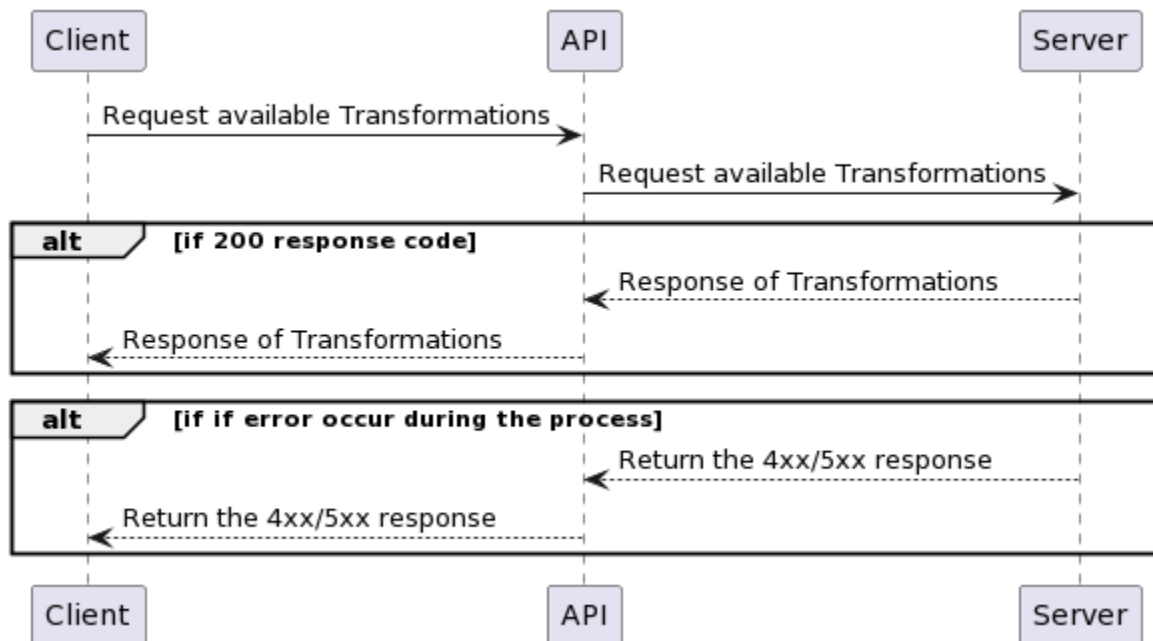 Client API Server
Request available Transformations
Request available Transformations
alt [if 200 response code]
Response of Transformations
Response of Transformations
alt [if if error occur during the process]
Return the 4xx/5xx response
Return the 4xx/5xx response
Client API Server